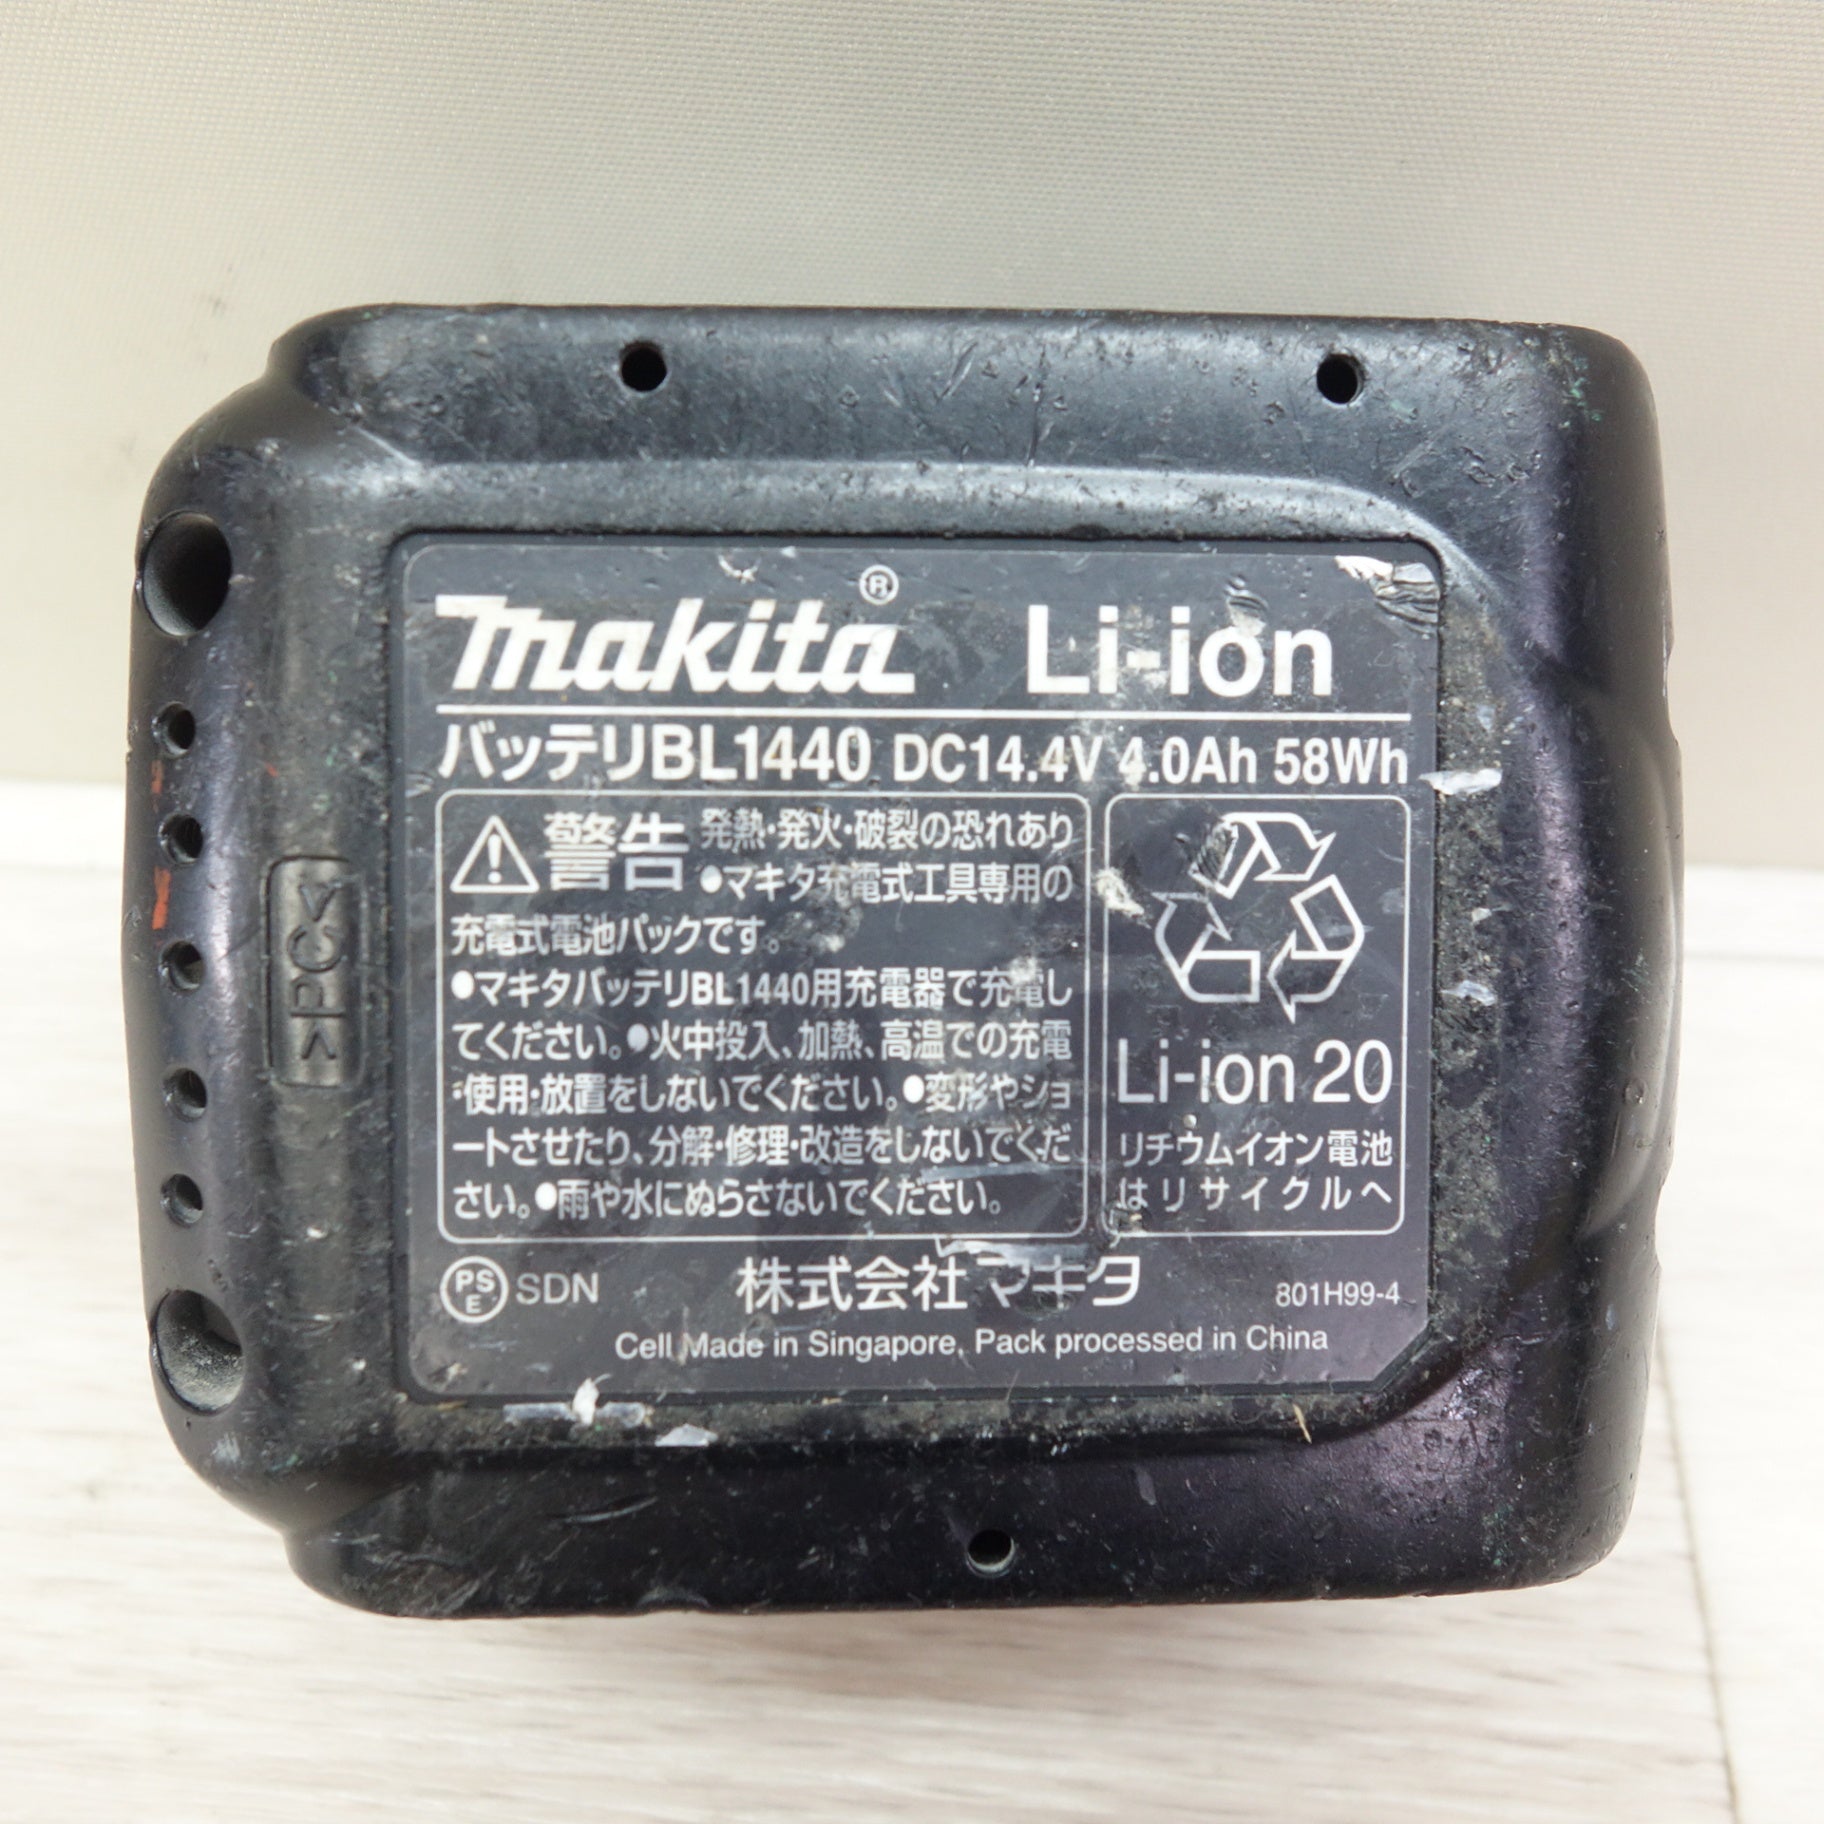 makita® Li-ion
バッテリBL1440 DC14.4V 4.0Ah 58Wh
警告 発熱・発火・破裂の恐れあり
●マキタ充電式工具専用の
充電式電池パックです。
●マキタバッテリBL1440用充電器で充電し
てください。●火中投入、加熱、高温での充電
・使用・放置をしないでください。●変形やショ
ートさせたり、分解・修理・改造をしないでくだ
さい。●雨や水にぬらさないでください。
Li-ion 20
リチウムイオン電池
はリサイクルへ
PS
E SDN 株式会社マキタ 801H99-4
Cell Made in Singapore, Pack processed in China
>PC<